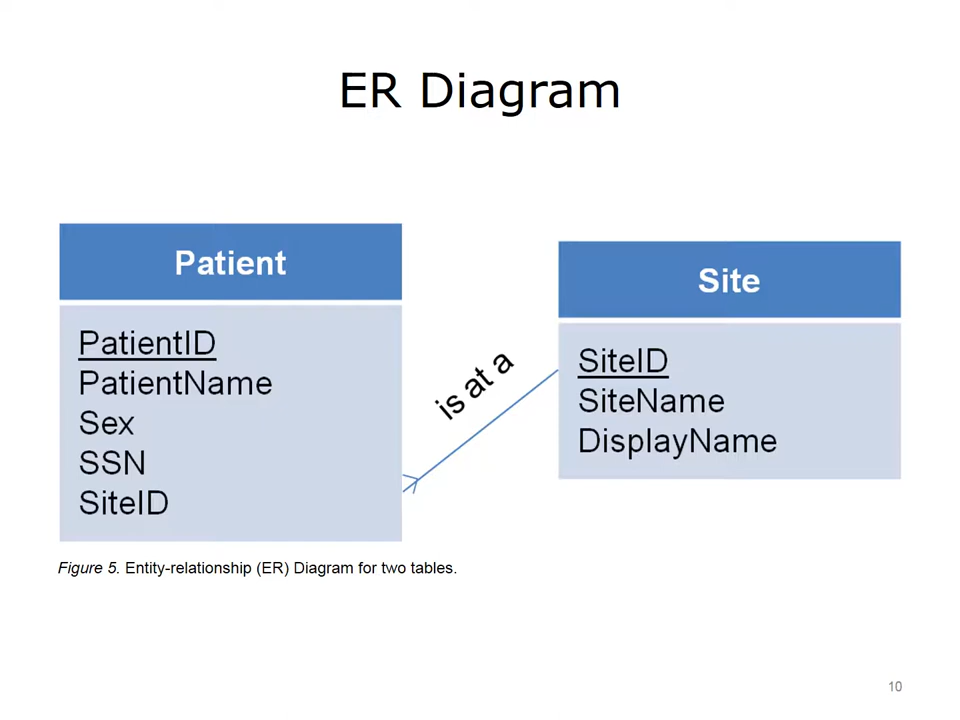 ER Diagram
Patient
PatientID
PatientName
Sex
SSN
SiteID
is at a
Site
SiteID
SiteName
DisplayName
Figure 5. Entity-relationship (ER) Diagram for two tables.
10